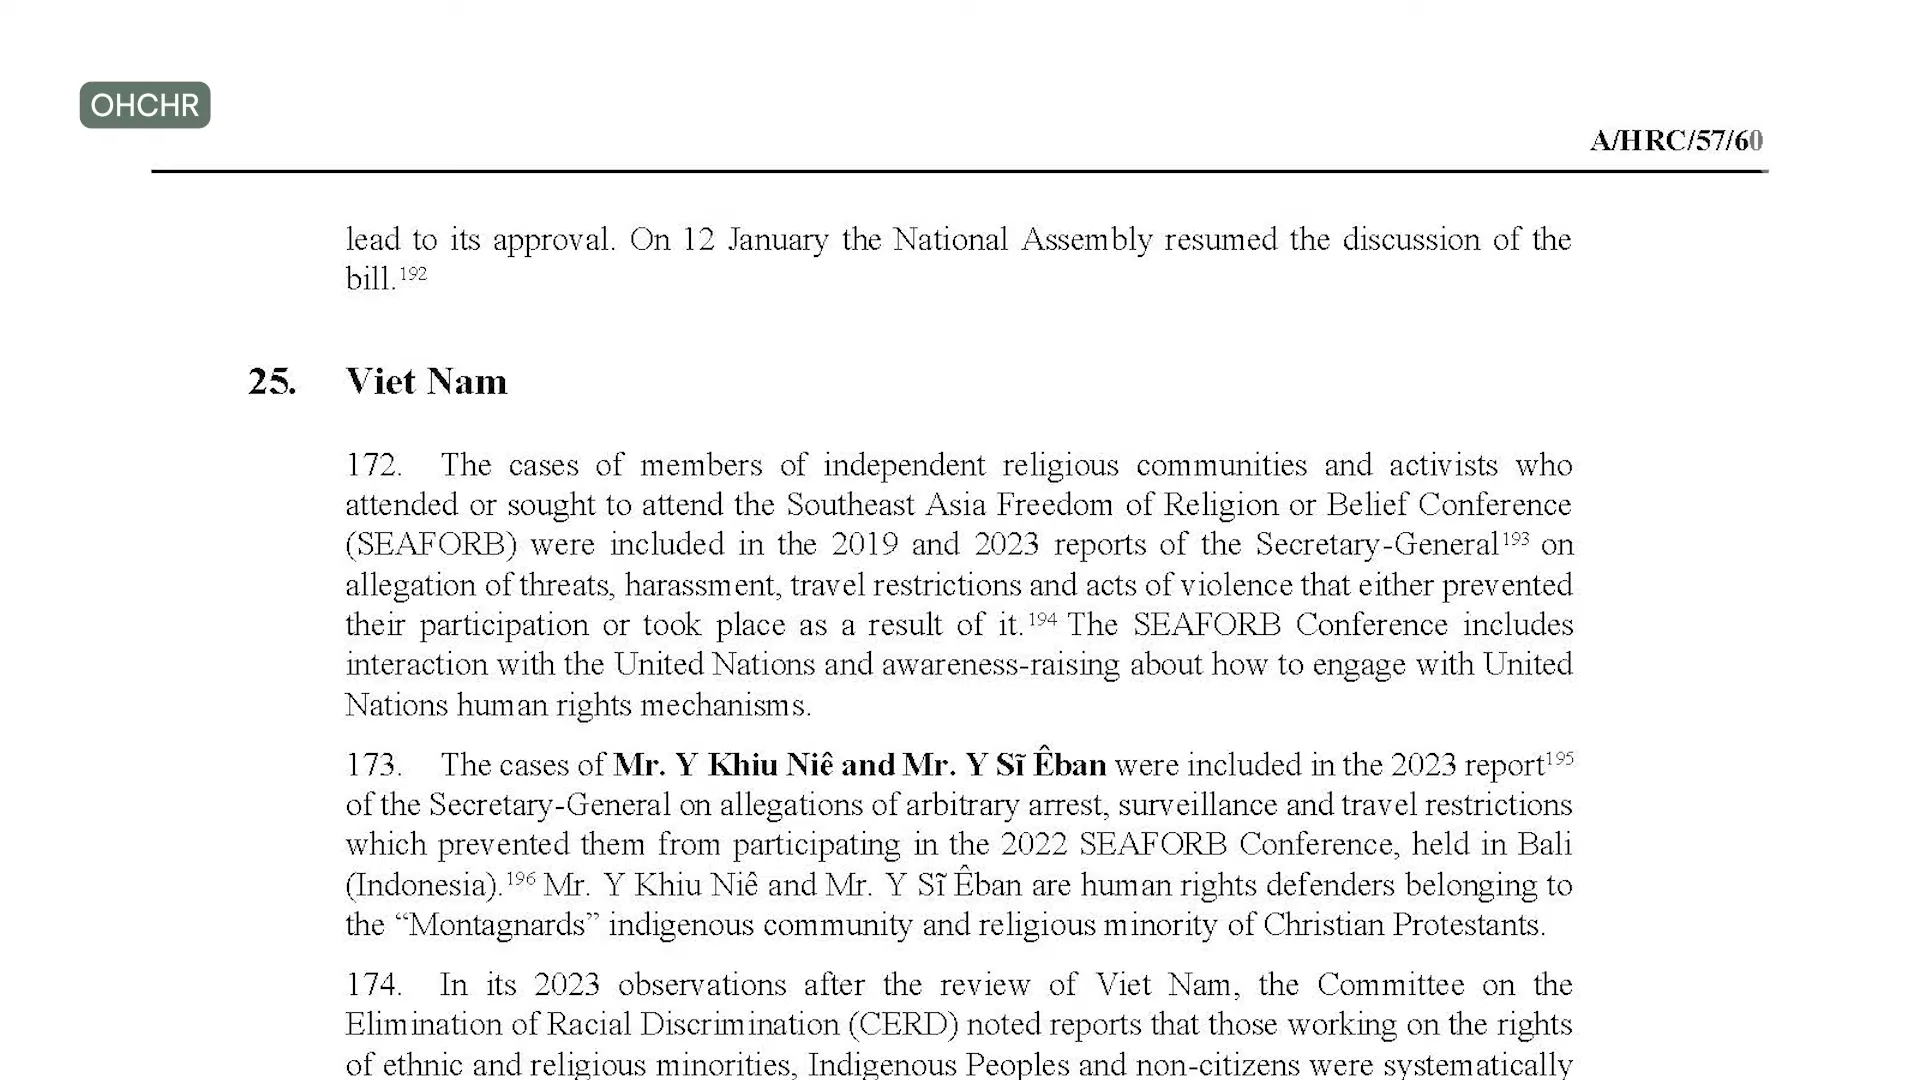 OHCHR
A/HRC/57/60
lead to its approval. On 12 January the National Assembly resumed the discussion of the
bill.192
25. Viet Nam
172. The cases of members of independent religious communities and activists who
attended or sought to attend the Southeast Asia Freedom of Religion or Belief Conference
(SEAFORB) were included in the 2019 and 2023 reports of the Secretary-General193 on
allegation of threats, harassment, travel restrictions and acts of violence that either prevented
their participation or took place as a result of it.194 The SEAFORB Conference includes
interaction with the United Nations and awareness-raising about how to engage with United
Nations human rights mechanisms.
173. The cases of Mr. Y Khiu Niê and Mr. Y Sĩ Êban were included in the 2023 report195
of the Secretary-General on allegations of arbitrary arrest, surveillance and travel restrictions
which prevented them from participating in the 2022 SEAFORB Conference, held in Bali
(Indonesia).196 Mr. Y Khiu Niê and Mr. Y Sĩ Êban are human rights defenders belonging to
the “Montagnards” indigenous community and religious minority of Christian Protestants.
174. In its 2023 observations after the review of Viet Nam, the Committee on the
Elimination of Racial Discrimination (CERD) noted reports that those working on the rights
of ethnic and religious minorities, Indigenous Peoples and non-citizens were systematically